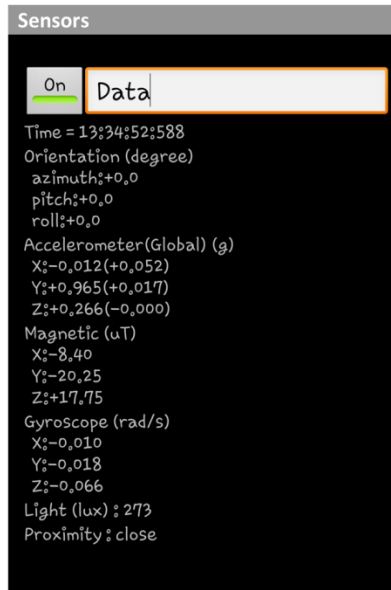 Sensors
On
Data
Time = 13:34:52:588
Orientation (degree)
azimuth:+0.0
pitch:+0.0
roll:+0.0
Accelerometer(Global) (g)
X:-0.012(+0.052)
Y:+0.965(+0.017)
Z:+0.266(-0.000)
Magnetic (uT)
X:-8.40
Y:-20.25
Z:+17.75
Gyroscope (rad/s)
X:-0.010
Y:-0.018
Z:-0.066
Light (lux) : 273
Proximity : close